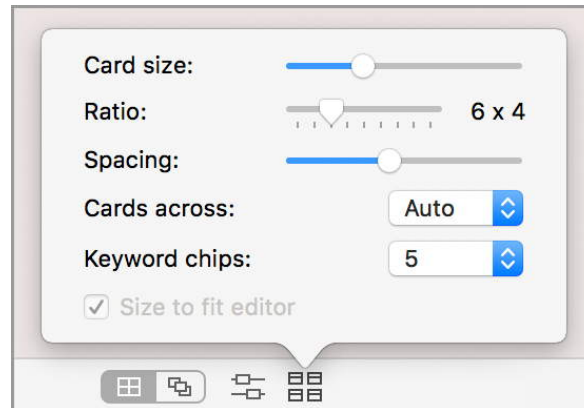 Card size:
Ratio: 6 x 4
Spacing:
Cards across: Auto
Keyword chips: 5
Size to fit editor